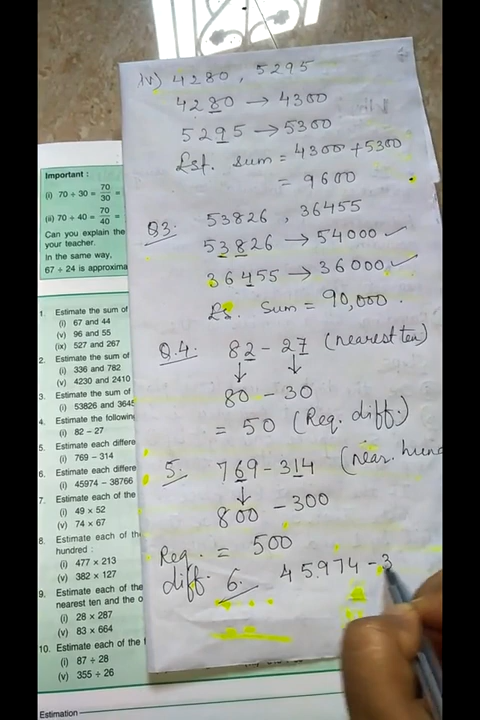 iv) 4280, 5295
4280 → 4300
5295 → 5300
Est. Sum = 4300 + 5300
= 9600
Q3. 53826, 36455
53826 → 54000
36455 → 36000
Es. Sum = 90,000.
Q.4. 82 - 27 (nearest ten)
80 - 30
= 50 (Req. diff.)
5. 769 - 314 (near. hund
800 - 300
Req. = 500
diff.
6. 45974 - 3
Important :
(i) 70 ÷ 30 = 70/30 =
(ii) 70 ÷ 40 = 70/40 =
Can you explain the
your teacher.
In the same way,
67 ÷ 24 is approxima
1. Estimate the sum of
(i) 67 and 44
(v) 96 and 55
(ix) 527 and 267
2. Estimate the sum of
(i) 336 and 782
(v) 4230 and 2410
3. Estimate the sum of
(i) 53826 and 3645
4. Estimate the following
(i) 82 – 27
5. Estimate each differe
(i) 769 – 314
6. Estimate each differe
(i) 45974 – 38766
7. Estimate each of the
(i) 49 × 52
(v) 74 × 67
8. Estimate each of the
hundred :
(i) 477 × 213
(v) 382 × 127
9. Estimate each of the
nearest ten and the o
(i) 28 × 287
(v) 83 × 664
10. Estimate each of the
(i) 87 ÷ 28
(v) 355 ÷ 26
Estimation